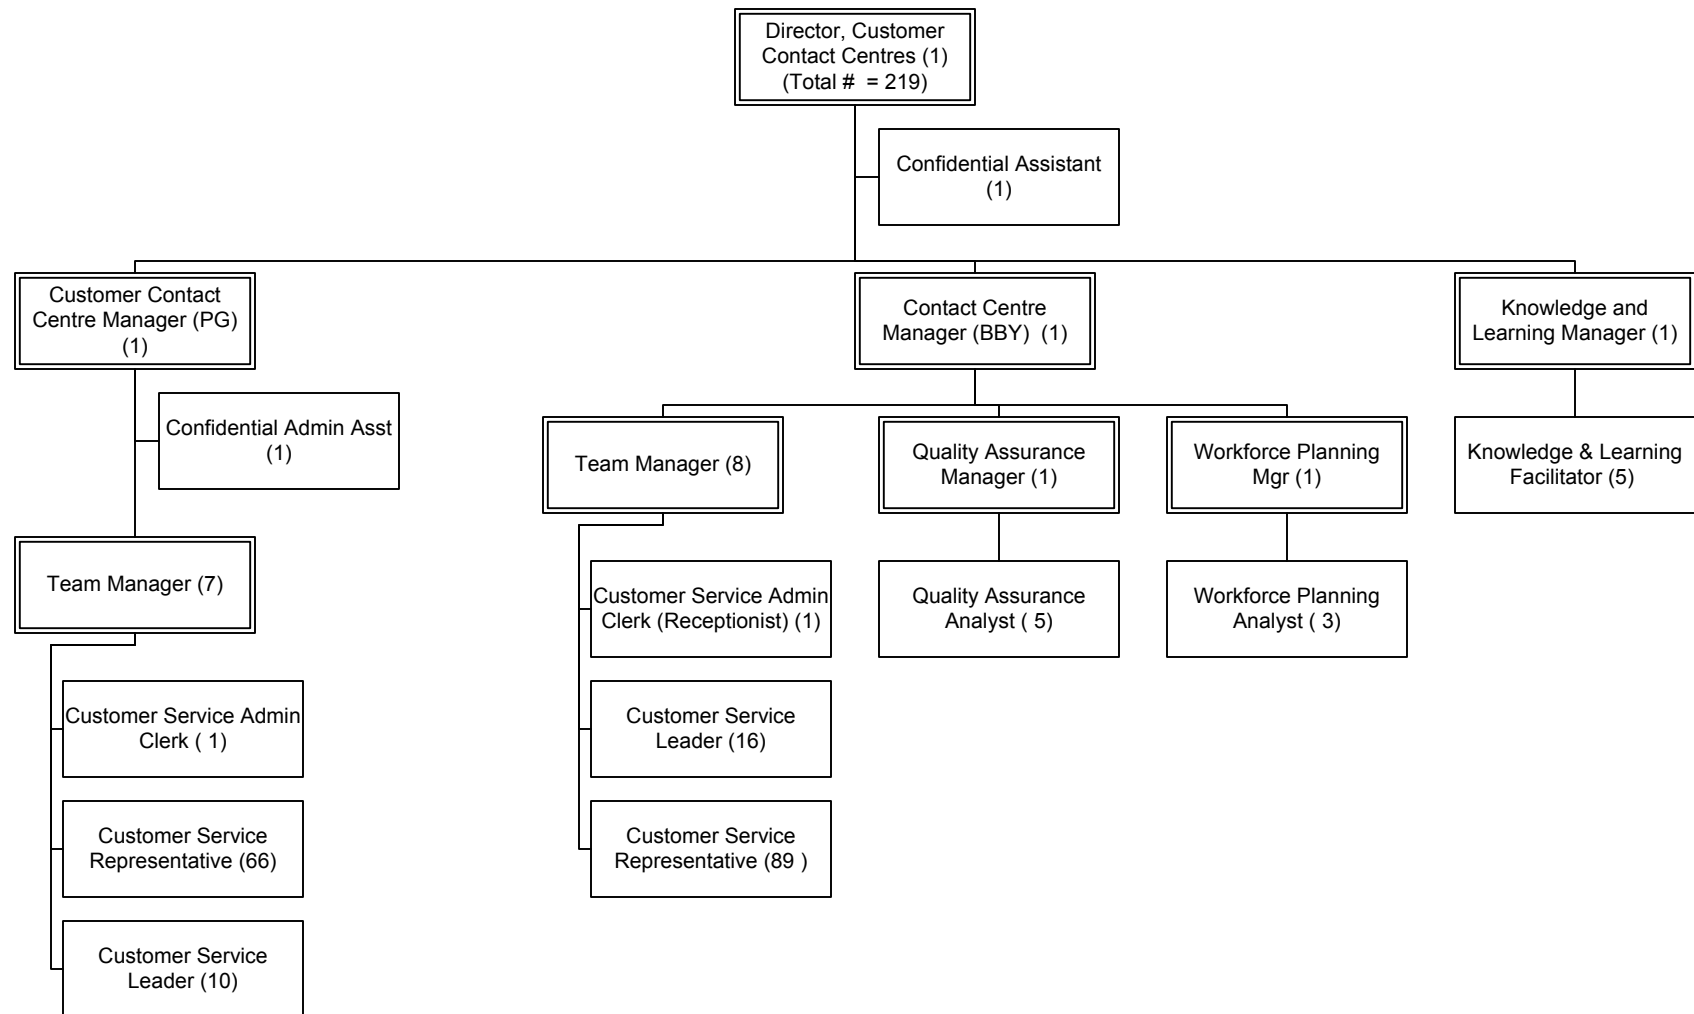 Director, Customer
Contact Centres (1)
(Total #  = 219)
Confidential Assistant
(1)
Customer Contact
Centre Manager (PG)
(1)
Contact Centre
Manager (BBY)  (1)
Knowledge and
Learning Manager (1)
Confidential Admin Asst
(1)
Team Manager (8)
Quality Assurance
Manager (1)
Workforce Planning
Mgr (1)
Knowledge & Learning
Facilitator (5)
Team Manager (7)
Customer Service Admin
Clerk (Receptionist) (1)
Quality Assurance
Analyst ( 5)
Workforce Planning
Analyst ( 3)
Customer Service Admin
Clerk ( 1)
Customer Service
Leader (16)
Customer Service
Representative (66)
Customer Service
Representative (89 )
Customer Service
Leader (10)